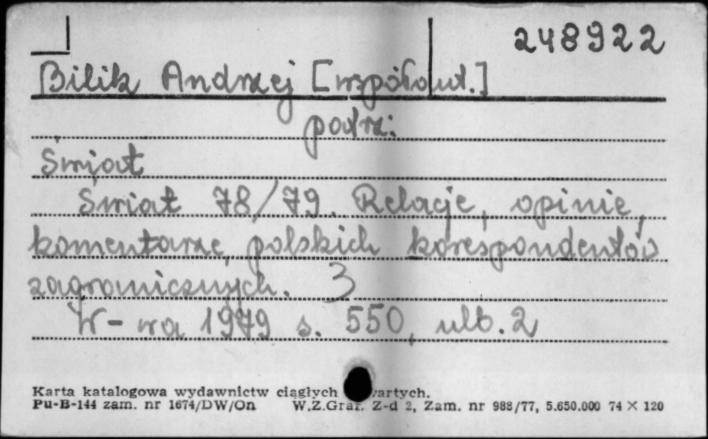 248922
Bilik Andrzej [współaut.]
podrz:
Świat
Świat 78/79. Relacje, opinie,
komentarze, polskich korespondentów
zagranicznych. 3
W-wa 1979 s. 550, nlb. 2
Karta katalogowa wydawnictw ciągłych
Pu-B-144 zam. nr 1674/DW/On W.Z.Graf. Z-d 2, Zam. nr 988/77, 5.650.000 74 × 120